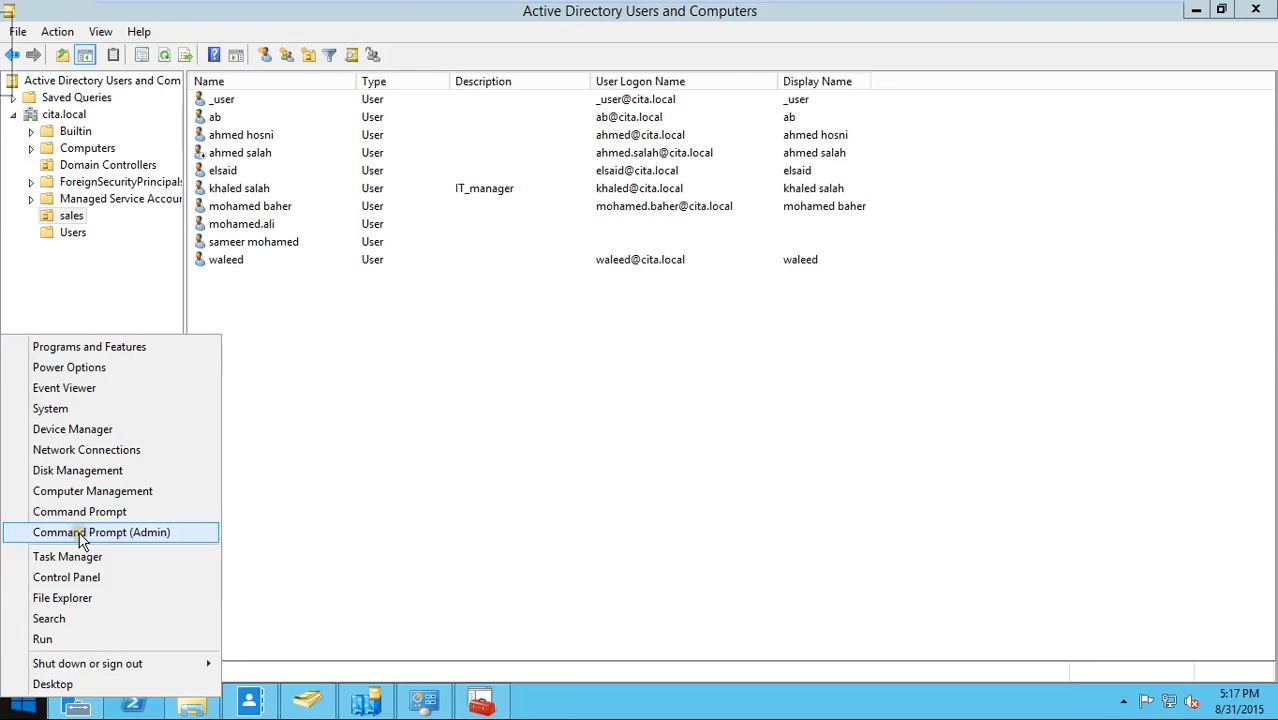 Active Directory Users and Computers
File Action View Help
Active Directory Users and Com
Saved Queries
cita.local
Builtin
Computers
Domain Controllers
ForeignSecurityPrincipals
Managed Service Accou
sales
Users
Name Type Description User Logon Name Display Name
_user User _user@cita.local _user
ab User ab@cita.local ab
ahmed hosni User ahmed@cita.local ahmed hosni
ahmed salah User ahmed.salah@cita.local ahmed salah
elsaid User elsaid@cita.local elsaid
khaled salah User IT_manager khaled@cita.local khaled salah
mohamed baher User mohamed.baher@cita.local mohamed baher
mohamed.ali User
sameer mohamed User
waleed User waleed@cita.local waleed
Programs and Features
Power Options
Event Viewer
System
Device Manager
Network Connections
Disk Management
Computer Management
Command Prompt
Command Prompt (Admin)
Task Manager
Control Panel
File Explorer
Search
Run
Shut down or sign out
Desktop
5:17 PM
8/31/2015